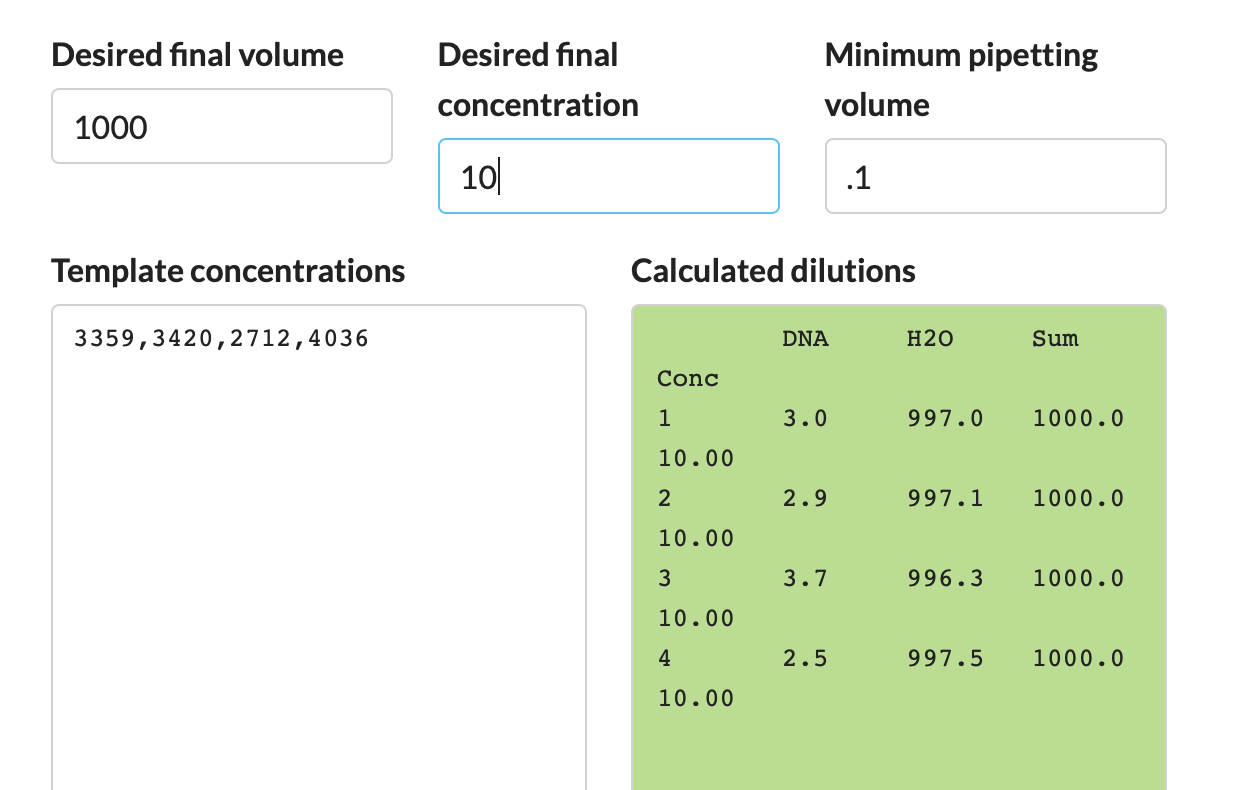 Desired final volume
1000
Desired final
concentration
10
Minimum pipetting
volume
.1
Template concentrations
3359,3420,2712,4036
Calculated dilutions
DNA H2O Sum
Conc
1 3.0 997.0 1000.0
10.00
2 2.9 997.1 1000.0
10.00
3 3.7 996.3 1000.0
10.00
4 2.5 997.5 1000.0
10.00